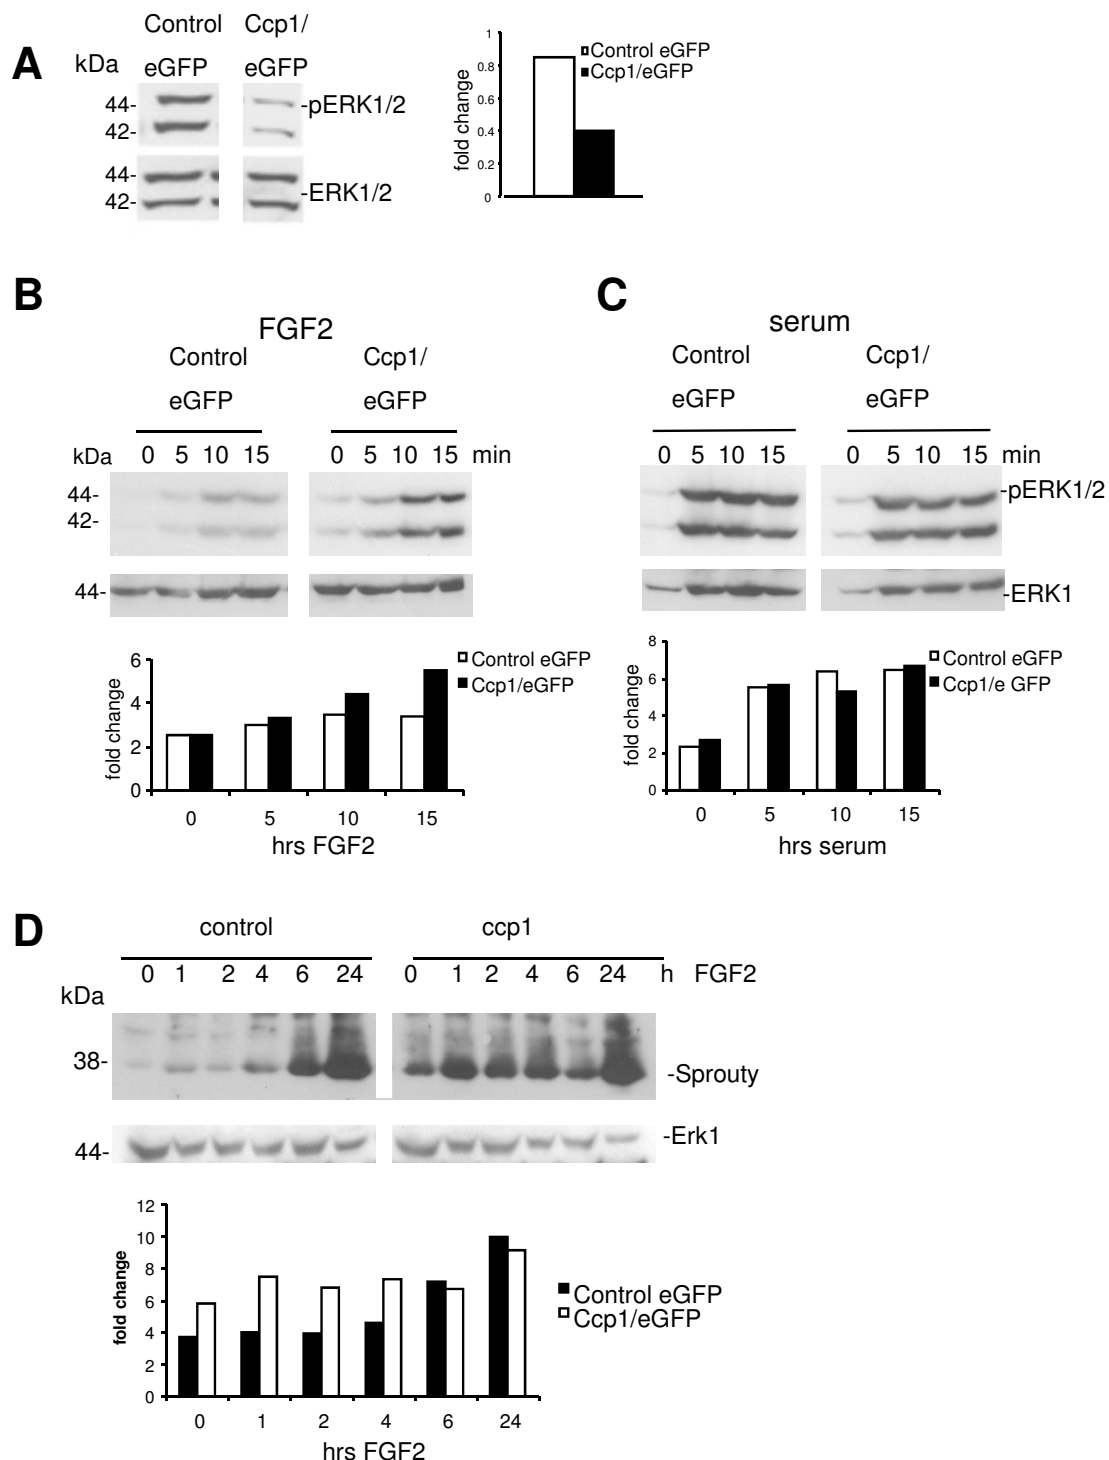 A
kDa
Control Ccp1/
eGFP eGFP
44-
42-
-pERK1/2
44-
42-
-ERK1/2
fold change
1
0.8
0.6
0.4
0.2
0
Control eGFP
Ccp1/eGFP
B
FGF2
Control Ccp1/
eGFP eGFP
kDa 0 5 10 15 0 5 10 15 min
44-
42-
44-
fold change
6
4
2
0
Control eGFP
Ccp1/eGFP
0 5 10 15
hrs FGF2
C
serum
Control Ccp1/
eGFP eGFP
0 5 10 15 0 5 10 15 min
-pERK1/2
-ERK1
fold change
8
6
4
2
0
Control eGFP
Ccp1/e GFP
0 5 10 15
hrs serum
D
control ccp1
0 1 2 4 6 24 0 1 2 4 6 24 h FGF2
kDa
38-
-Sprouty
-Erk1
44-
fold change
12
10
8
6
4
2
0
Control eGFP
Ccp1/eGFP
0 1 2 4 6 24
hrs FGF2